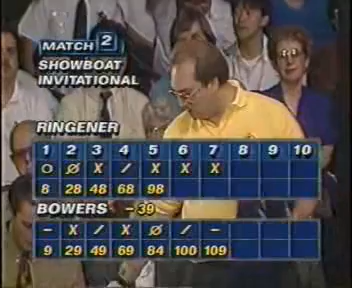 MATCH 2
SHOWBOAT
INVITATIONAL
RINGENER
1 2 3 4 5 6 7 8 9 10
O Ø X / X X X
8 28 48 68 98
BOWERS -39
- X / X Ø / -
9 29 49 69 84 100 109